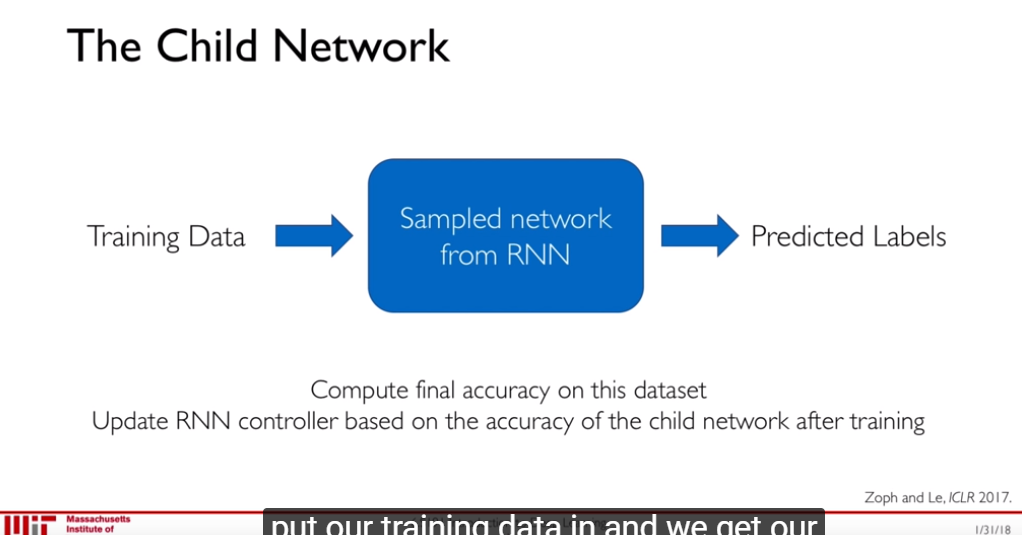 The Child Network
Training Data
Sampled network
from RNN
Predicted Labels
Compute final accuracy on this dataset
Update RNN controller based on the accuracy of the child network after training
Zoph and Le, ICLR 2017.
Massachusetts
Institute of
put our training data in and we get our
1/31/18